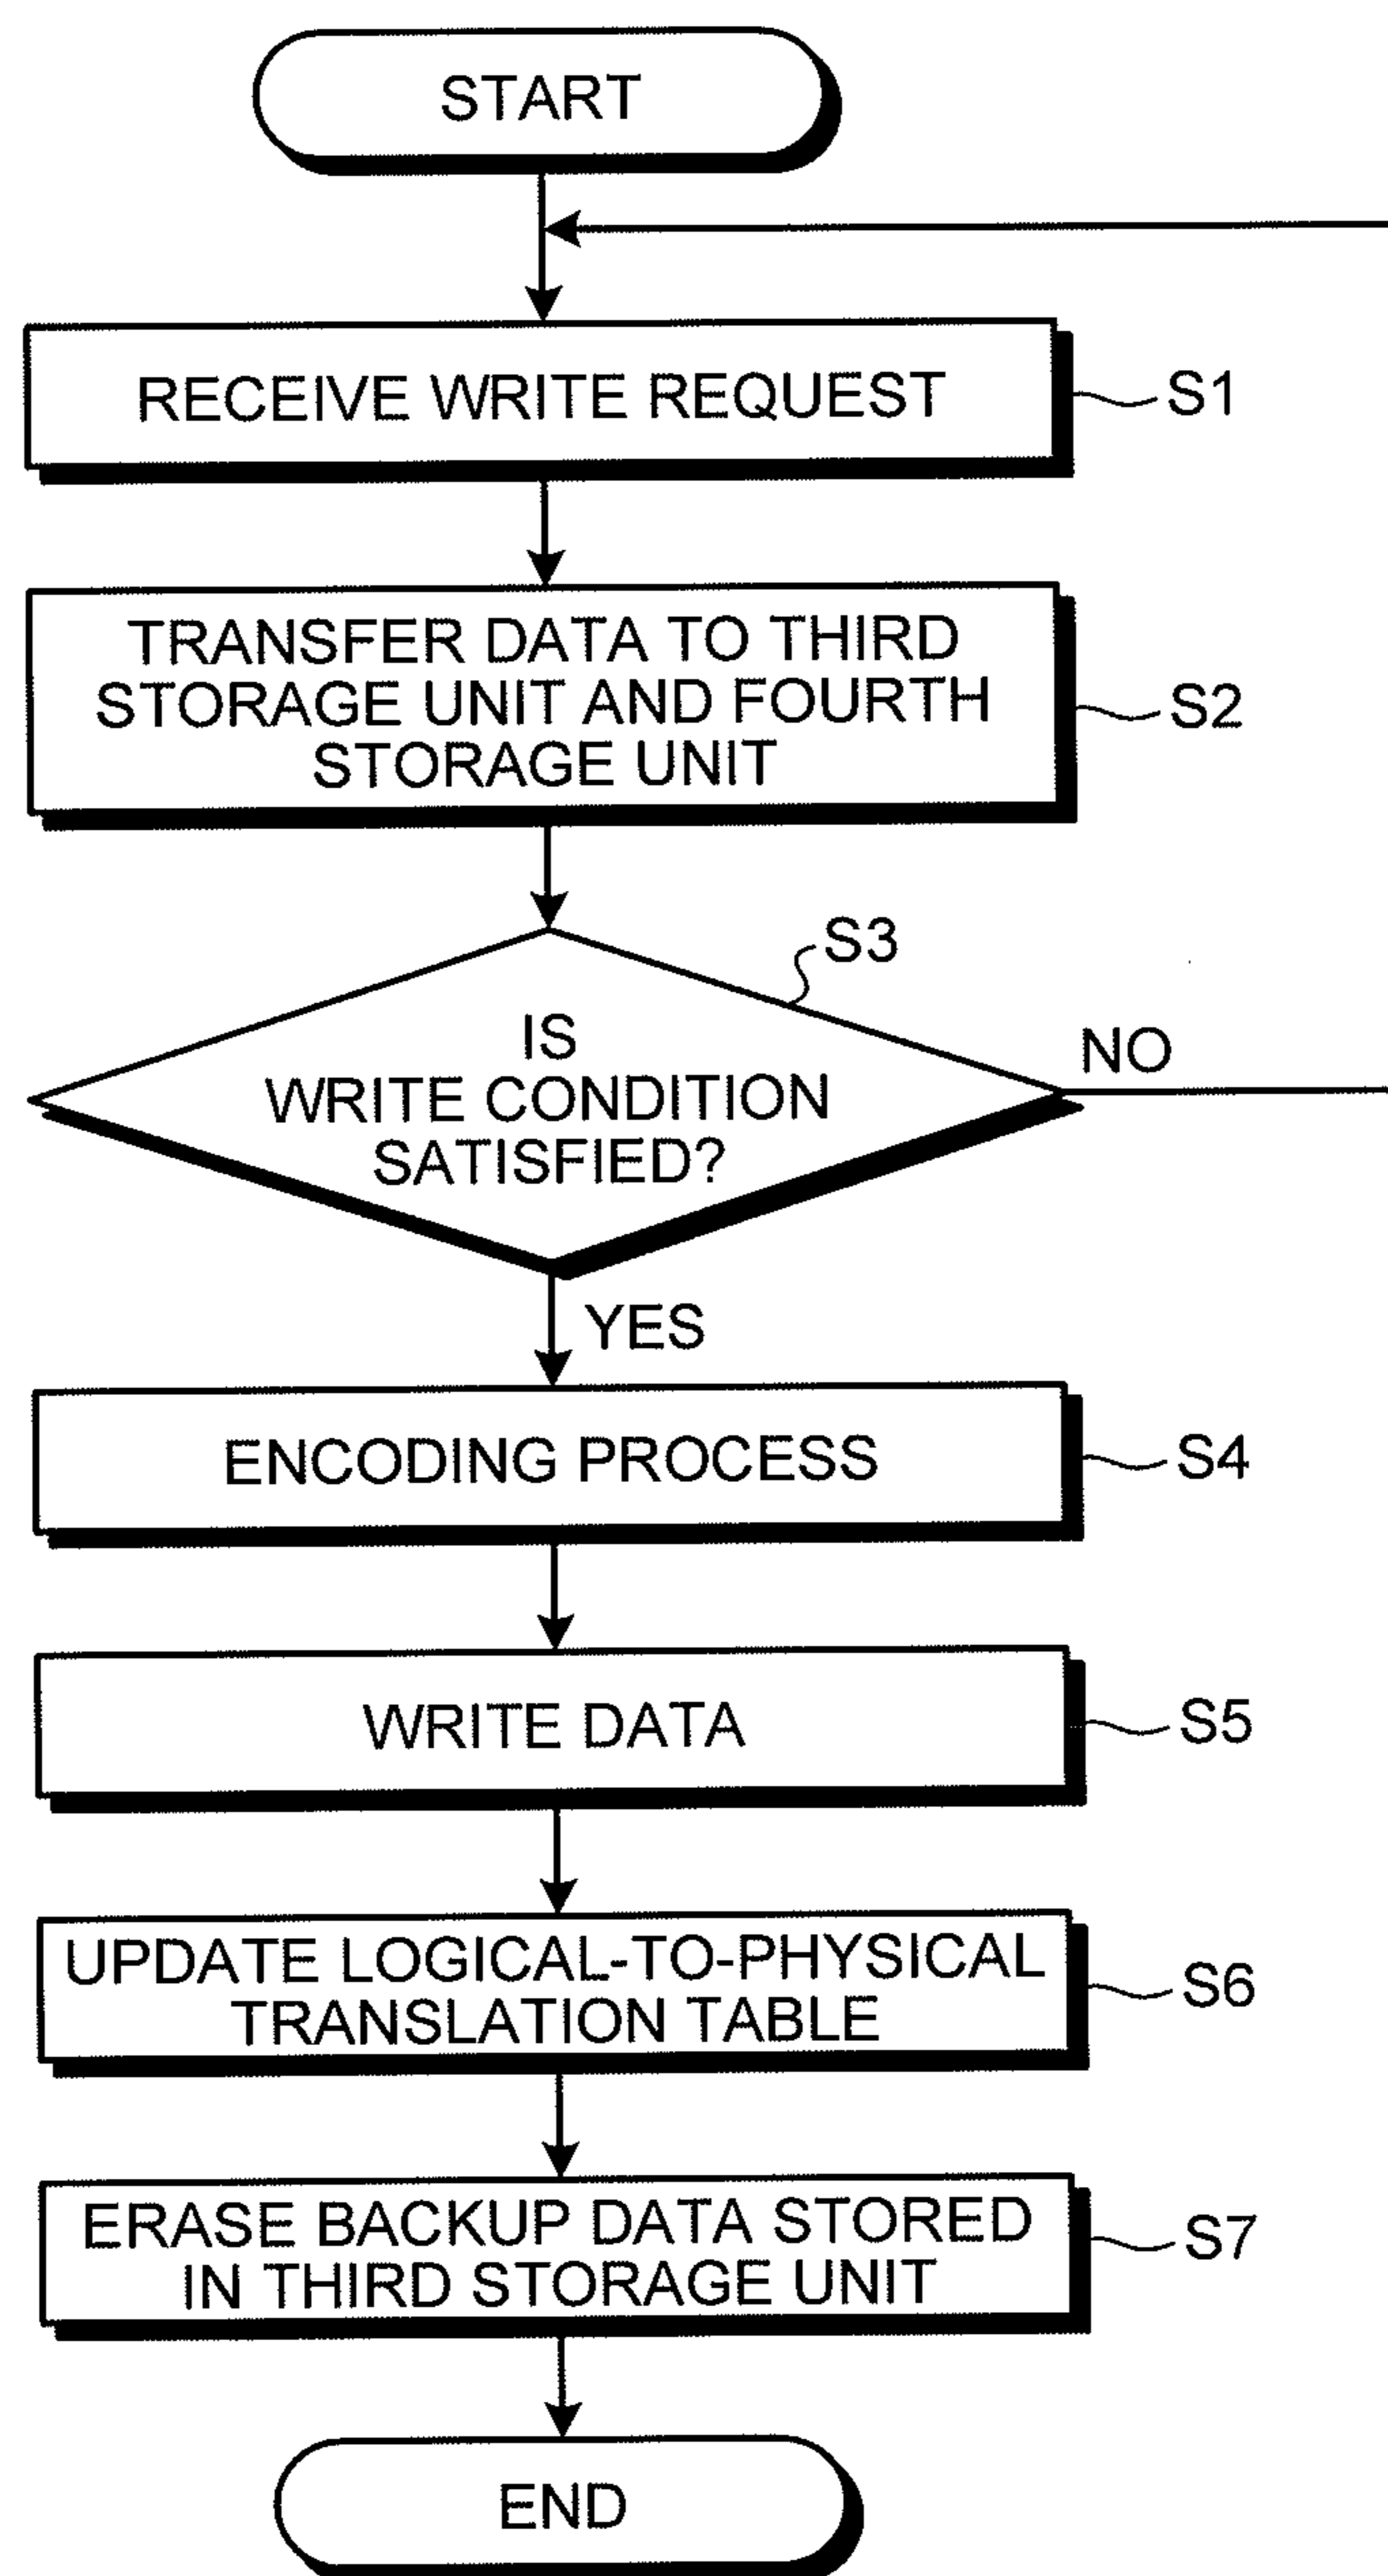 START
RECEIVE WRITE REQUEST
S1
TRANSFER DATA TO THIRD
STORAGE UNIT AND FOURTH
STORAGE UNIT
S2
S3
IS
WRITE CONDITION
SATISFIED?
NO
YES
ENCODING PROCESS
S4
WRITE DATA
S5
UPDATE LOGICAL-TO-PHYSICAL
TRANSLATION TABLE
S6
ERASE BACKUP DATA STORED
IN THIRD STORAGE UNIT
S7
END